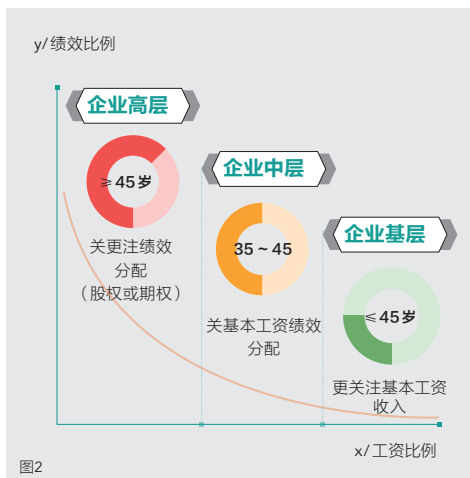 y/绩效比例
企业高层
≥45岁
关更注绩效
分配
（股权或期权）
企业中层
35~45
关基本工资绩效
分配
企业基层
≤45岁
更关注基本工资
收入
x/工资比例
图2